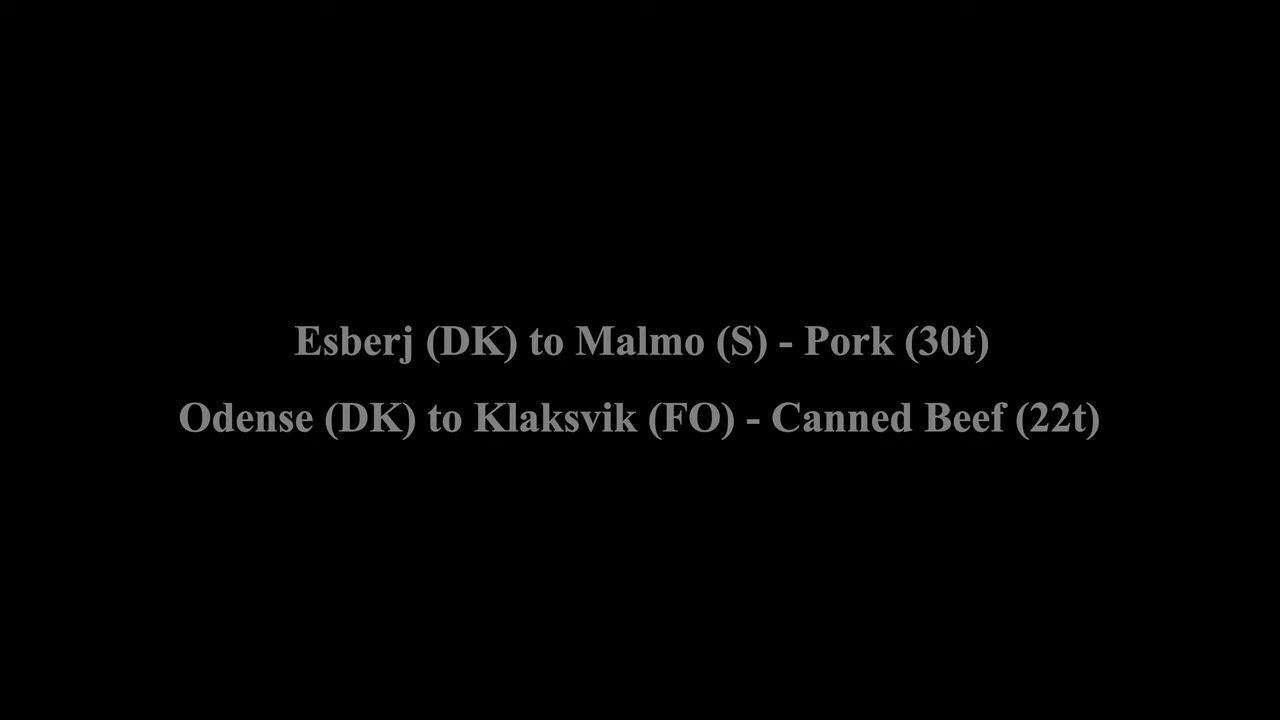 Esberj (DK) to Malmo (S) - Pork (30t)
Odense (DK) to Klaksvik (FO) - Canned Beef (22t)